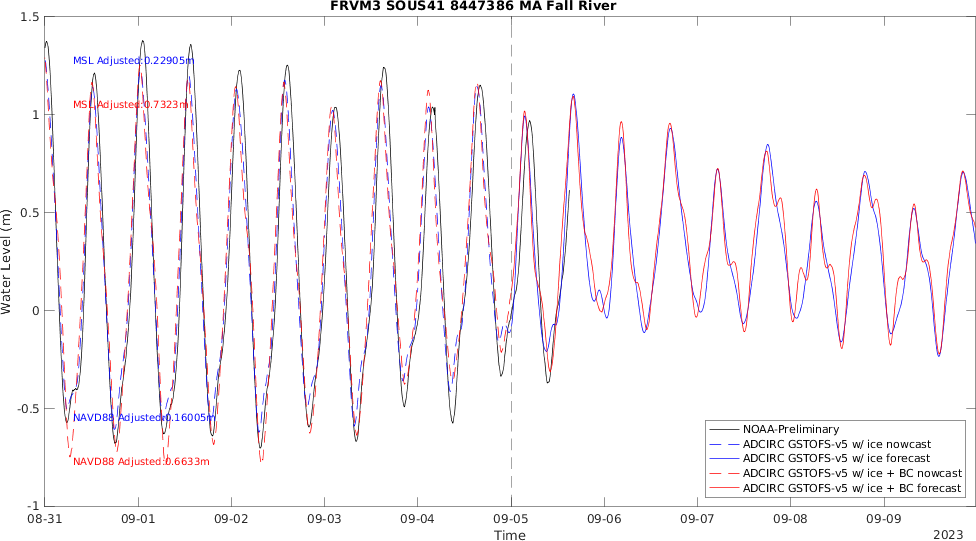 FRVM3 SOUS41 8447386 MA Fall River
1.5
1
0.5
0
-0.5
-1
Water Level (m)
MSL Adjusted:0.22905m
MSL Adjusted:0.7323m
NAVD88 Adjusted:0.16005m
NAVD88 Adjusted:0.6633m
NOAA-Preliminary
ADCIRC GSTOFS-v5 w/ ice nowcast
ADCIRC GSTOFS-v5 w/ ice forecast
ADCIRC GSTOFS-v5 w/ ice + BC nowcast
ADCIRC GSTOFS-v5 w/ ice + BC forecast
08-31 09-01 09-02 09-03 09-04 09-05 09-06 09-07 09-08 09-09
Time
2023